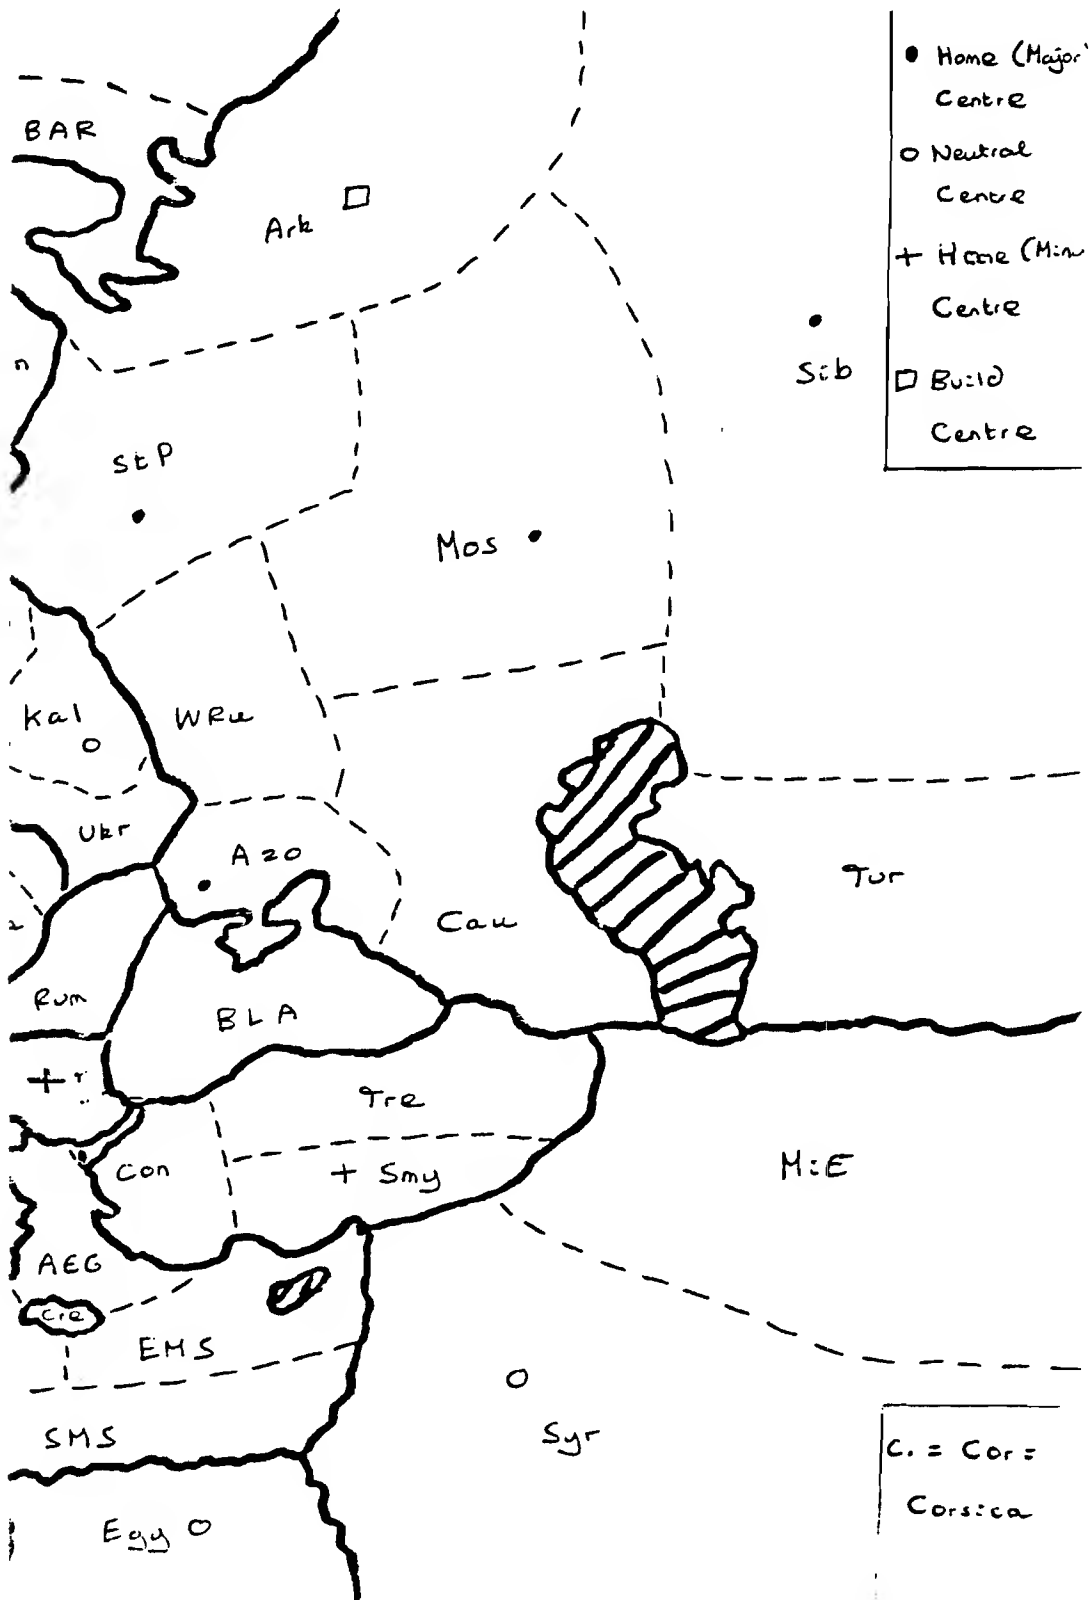 Home (Major)
Centre
BAR
Neutral
Centre
Ark
Home (Min
Centre
n
Sib
Build
Centre
StP
Mos
Kal
WRu
Ukr
Azo
Tur
Cau
Rum
BLA
Tre
Con
Smy
MiE
AEG
Cre
EMS
SMS
Syr
C. = Cor =
Corsica
Egy